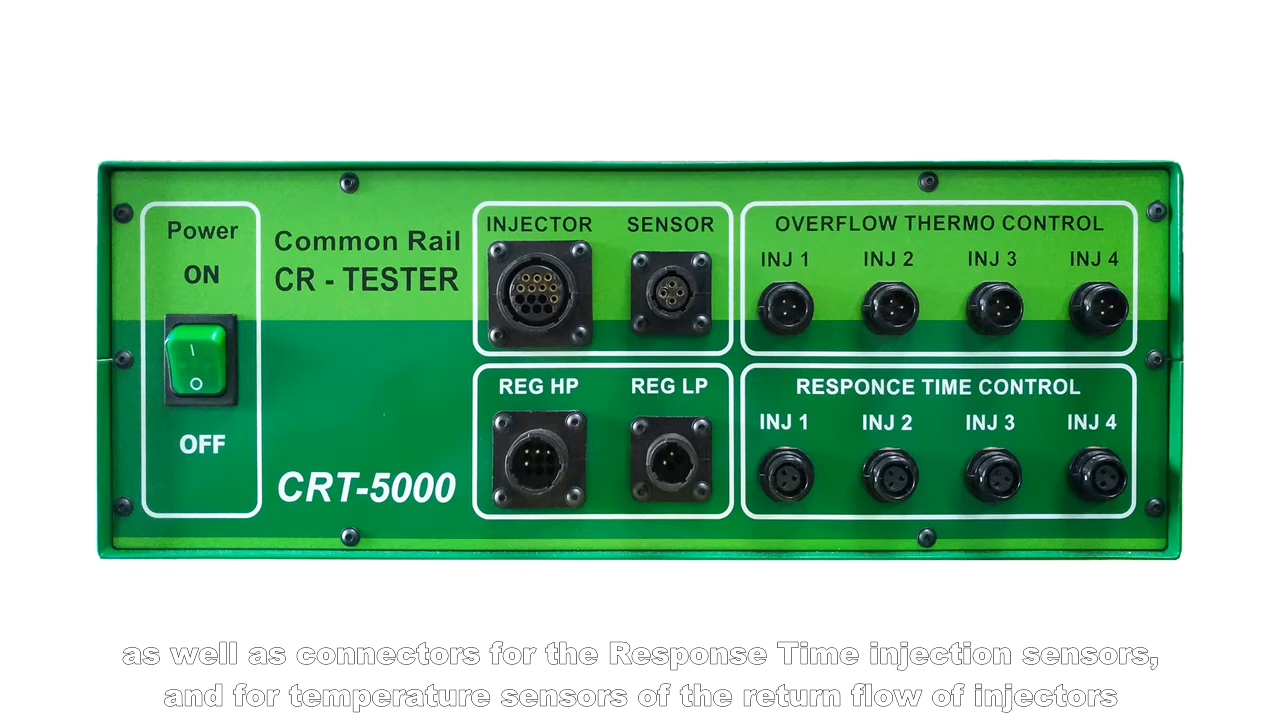 Power
ON
I
O
OFF
Common Rail
CR - TESTER
CRT-5000
INJECTOR
SENSOR
REG HP
REG LP
OVERFLOW THERMO CONTROL
INJ 1 INJ 2 INJ 3 INJ 4
RESPONCE TIME CONTROL
INJ 1 INJ 2 INJ 3 INJ 4
as well as connectors for the Response Time injection sensors,
and for temperature sensors of the return flow of injectors